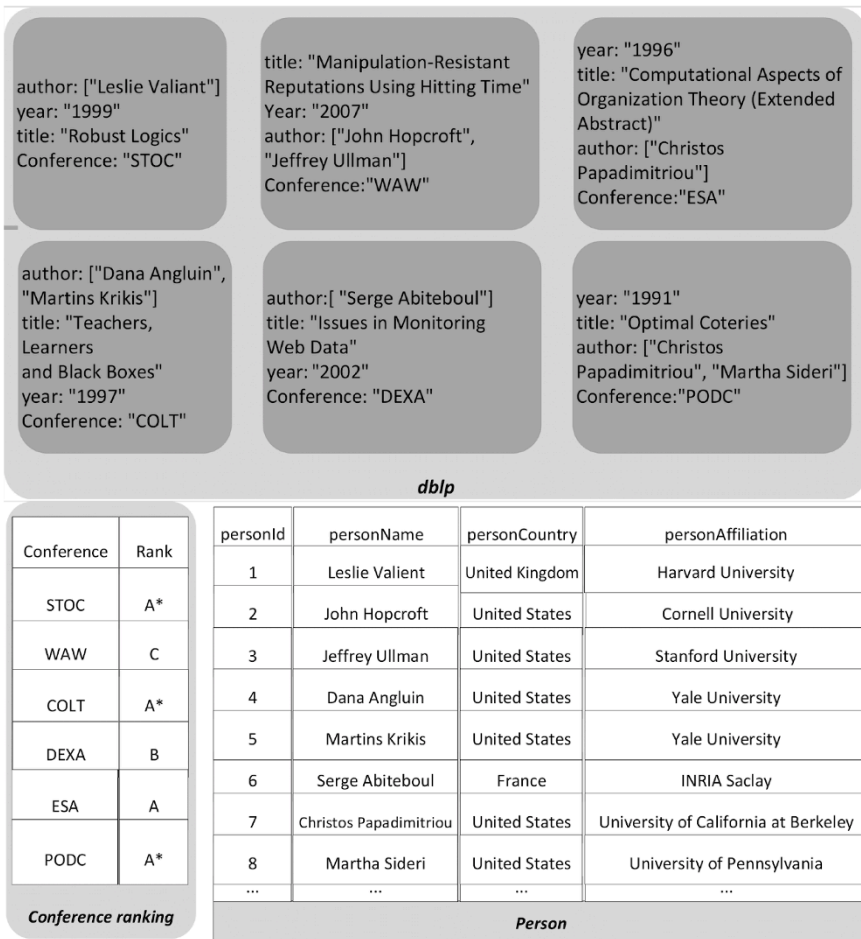 author: ["Leslie Valiant"]
year: "1999"
title: "Robust Logics"
Conference: "STOC"
title: "Manipulation-Resistant
Reputations Using Hitting Time"
Year: "2007"
author: ["John Hopcroft",
"Jeffrey Ullman"]
Conference:"WAW"
year: "1996"
title: "Computational Aspects of
Organization Theory (Extended
Abstract)"
author: ["Christos
Papadimitriou"]
Conference:"ESA"
author: ["Dana Angluin",
"Martins Krikis"]
title: "Teachers,
Learners
and Black Boxes"
year: "1997"
Conference: "COLT"
author:[ "Serge Abiteboul"]
title: "Issues in Monitoring
Web Data"
year: "2002"
Conference: "DEXA"
year: "1991"
title: "Optimal Coteries"
author: ["Christos
Papadimitriou", "Martha Sideri"]
Conference:"PODC"
dblp
Conference Rank
STOC A*
WAW C
COLT A*
DEXA B
ESA A
PODC A*
Conference ranking
personId personName personCountry personAffiliation
1 Leslie Valient United Kingdom Harvard University
2 John Hopcroft United States Cornell University
3 Jeffrey Ullman United States Stanford University
4 Dana Angluin United States Yale University
5 Martins Krikis United States Yale University
6 Serge Abiteboul France INRIA Saclay
7 Christos Papadimitriou United States University of California at Berkeley
8 Martha Sideri United States University of Pennsylvania
... ... ... ...
Person